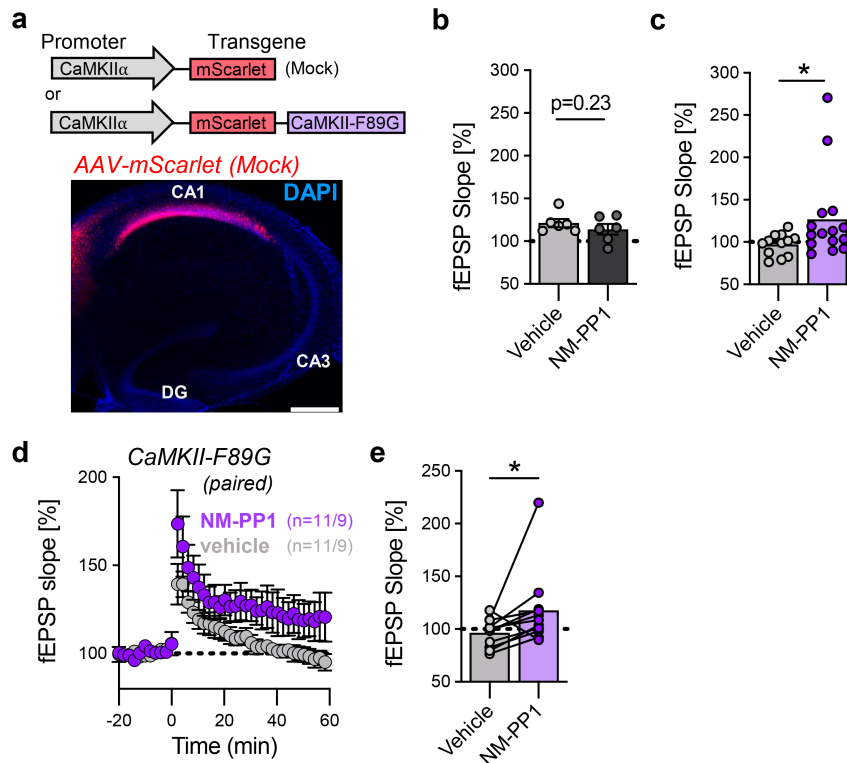 a
Promoter Transgene
CaMKIIα mScarlet (Mock)
or
CaMKIIα mScarlet CaMKII-F89G
AAV-mScarlet (Mock)
CA1 DAPI
CA3
DG
b
fEPSP Slope [%]
300
250
200
150
100
50
p=0.23
Vehicle
NM-PP1
c
fEPSP Slope [%]
300
250
200
150
100
50
*
Vehicle
NM-PP1
d
CaMKII-F89G
(paired)
NM-PP1 (n=11/9)
vehicle (n=11/9)
fEPSP slope [%]
200
150
100
-20 0 20 40 60
Time (min)
e
fEPSP Slope [%]
250
200
150
100
50
*
Vehicle
NM-PP1